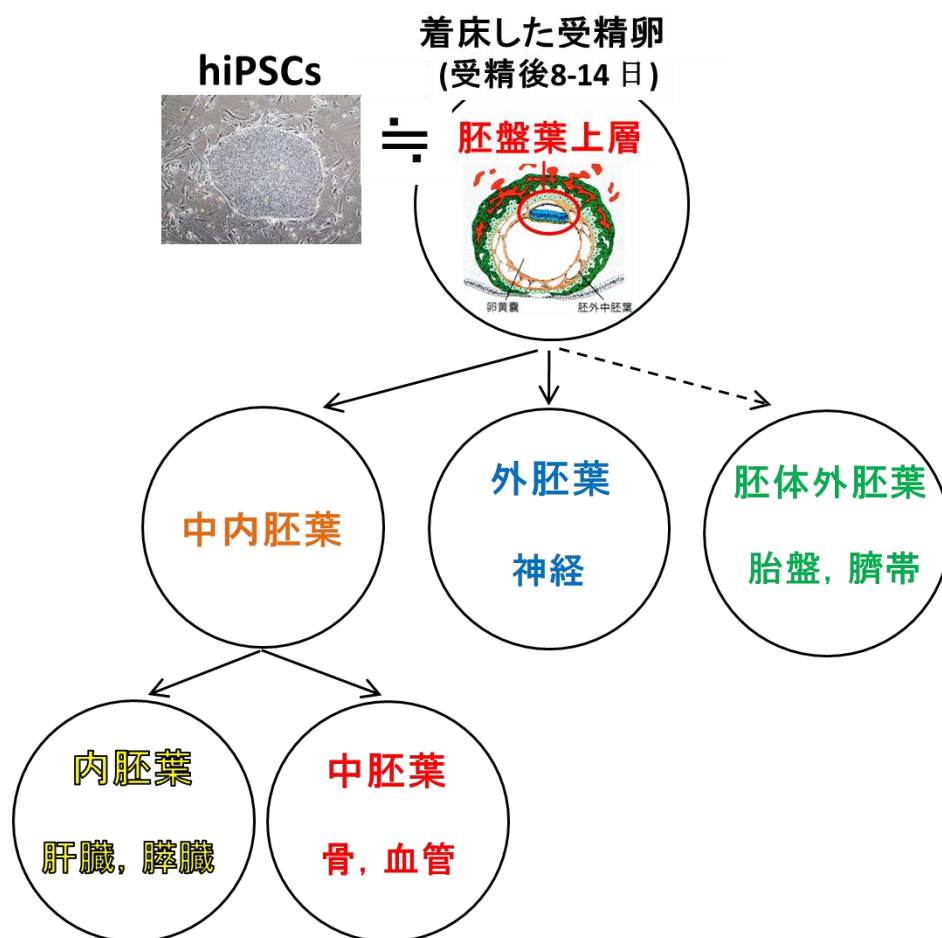 着床した受精卵
(受精後8-14 日)
hiPSCs
≒
胚盤葉上層
卵黄嚢
胚外中胚葉
中内胚葉
外胚葉
神経
胚体外胚葉
胎盤, 臍帯
内胚葉
肝臓, 膵臓
中胚葉
骨, 血管